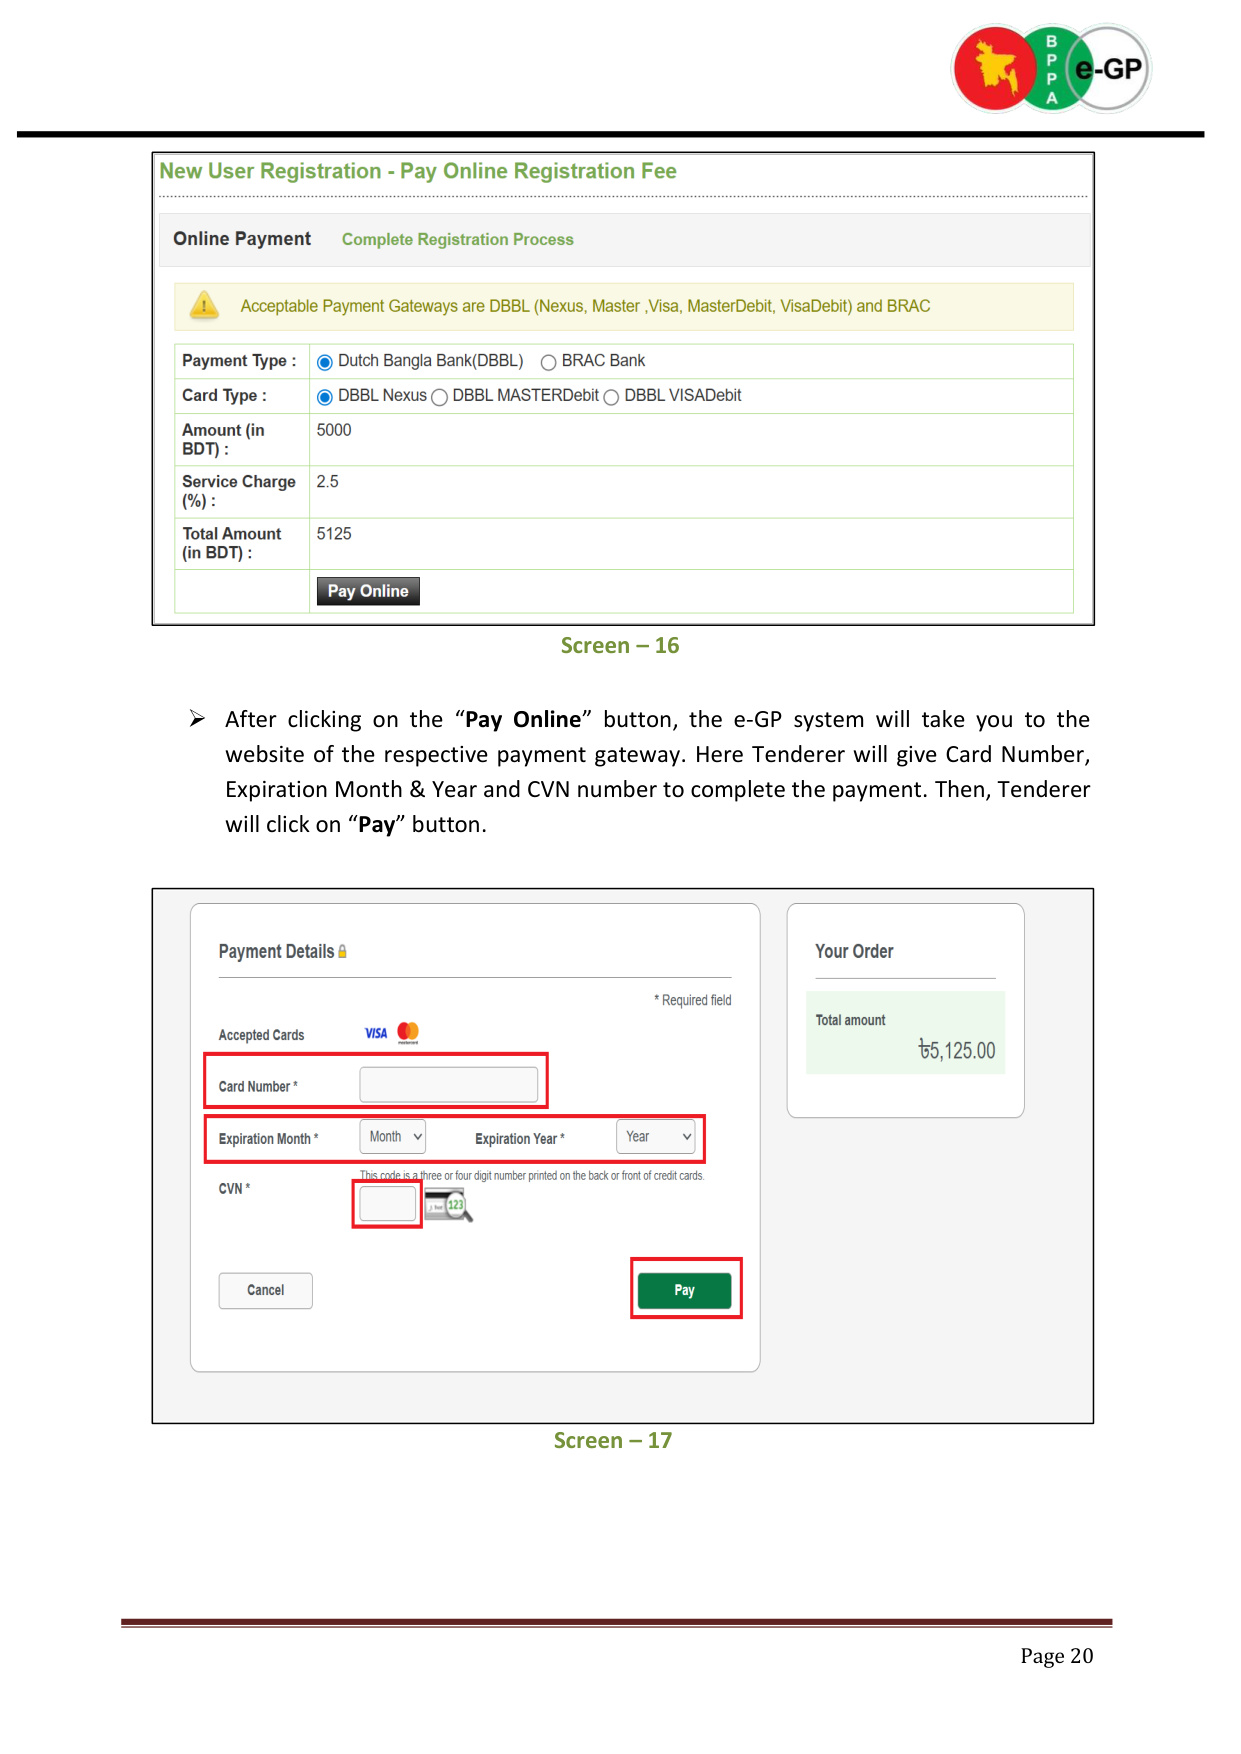 B
P
P
A
e-GP
New User Registration - Pay Online Registration Fee
Online Payment Complete Registration Process
Acceptable Payment Gateways are DBBL (Nexus, Master ,Visa, MasterDebit, VisaDebit) and BRAC
Payment Type : Dutch Bangla Bank(DBBL) BRAC Bank
Card Type : DBBL Nexus DBBL MASTERDebit DBBL VISADebit
Amount (in 5000
BDT) :
Service Charge 2.5
(%) :
Total Amount 5125
(in BDT) :
Pay Online
Screen – 16
➢ After clicking on the “Pay Online” button, the e-GP system will take you to the
website of the respective payment gateway. Here Tenderer will give Card Number,
Expiration Month & Year and CVN number to complete the payment. Then, Tenderer
will click on “Pay” button.
Payment Details
* Required field
Accepted Cards VISA mastercard
Card Number *
Expiration Month * Month Expiration Year * Year
This code is a three or four digit number printed on the back or front of credit cards.
CVN *
123
Cancel Pay
Your Order
Total amount
৳5,125.00
Screen – 17
Page 20